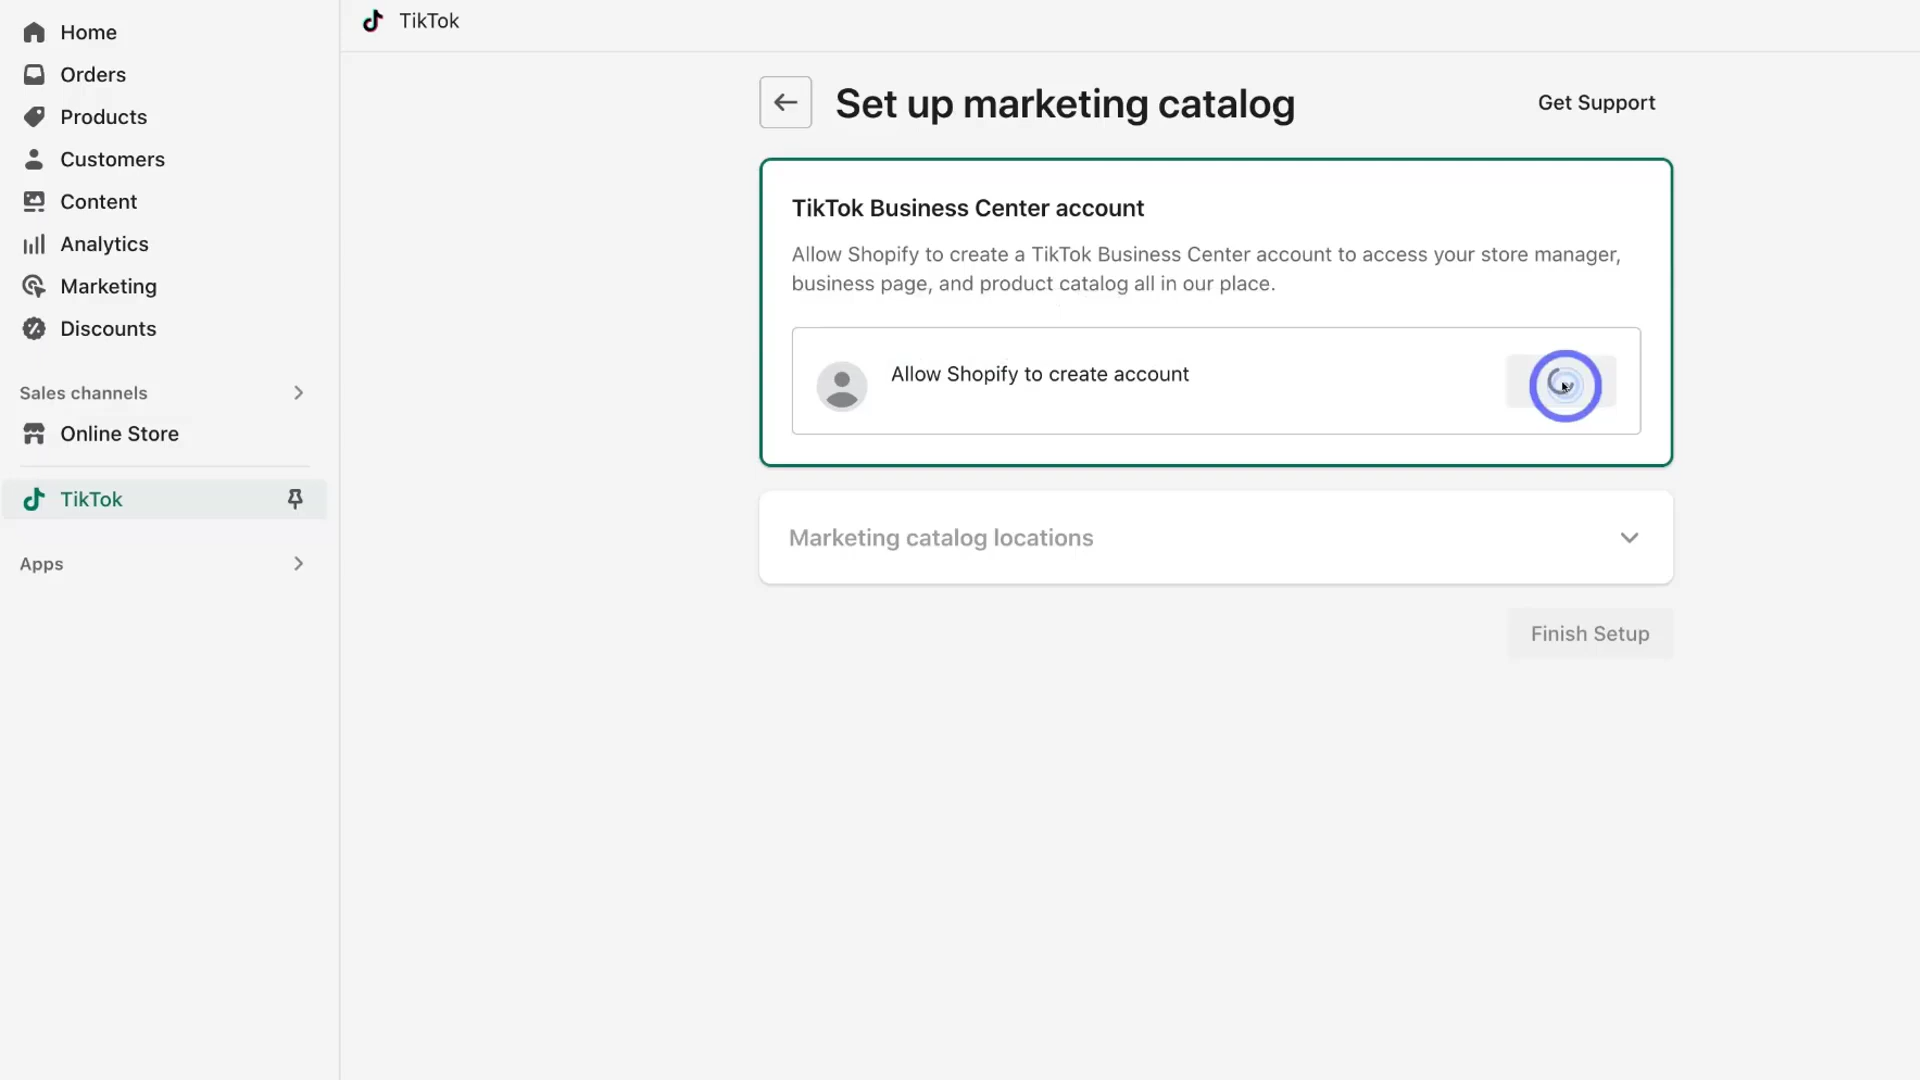 Home
Orders
Products
Customers
Content
Analytics
Marketing
Discounts
Sales channels
Online Store
TikTok
Apps
TikTok
Set up marketing catalog
Get Support
TikTok Business Center account
Allow Shopify to create a TikTok Business Center account to access your store manager,
business page, and product catalog all in our place.
Allow Shopify to create account
Marketing catalog locations
Finish Setup